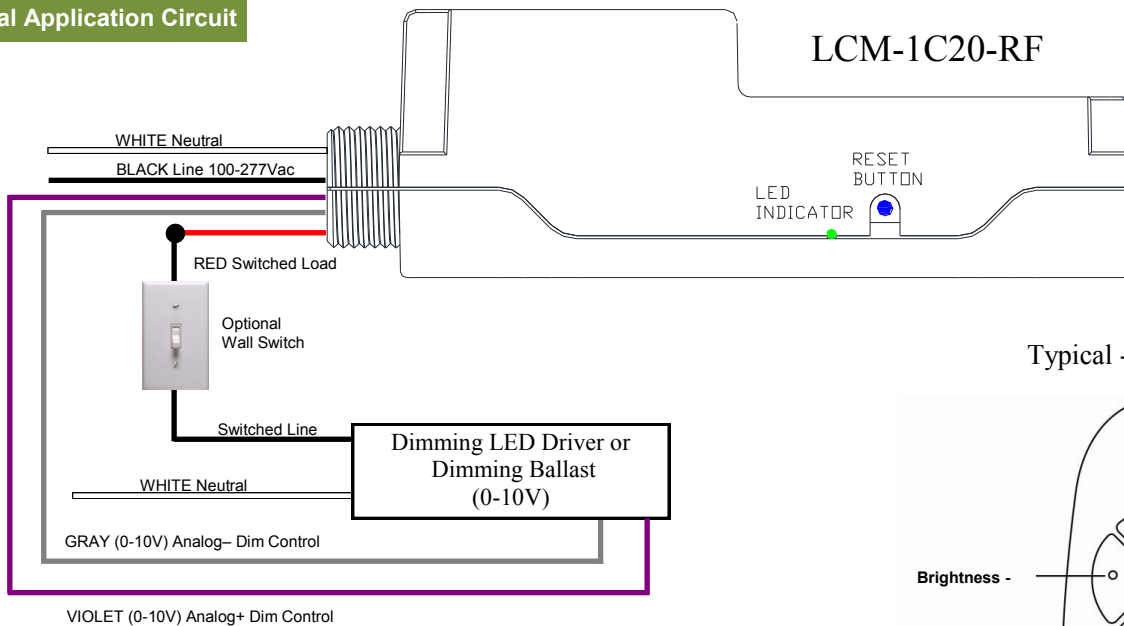 al Application Circuit
LCM-1C20-RF
WHITE Neutral
BLACK Line 100-277Vac
RESET
BUTTON
LED
INDICATOR
RED Switched Load
Optional
Wall Switch
Typical -
Switched Line
Dimming LED Driver or
Dimming Ballast
(0-10V)
WHITE Neutral
GRAY (0-10V) Analog– Dim Control
Brightness -
VIOLET (0-10V) Analog+ Dim Control